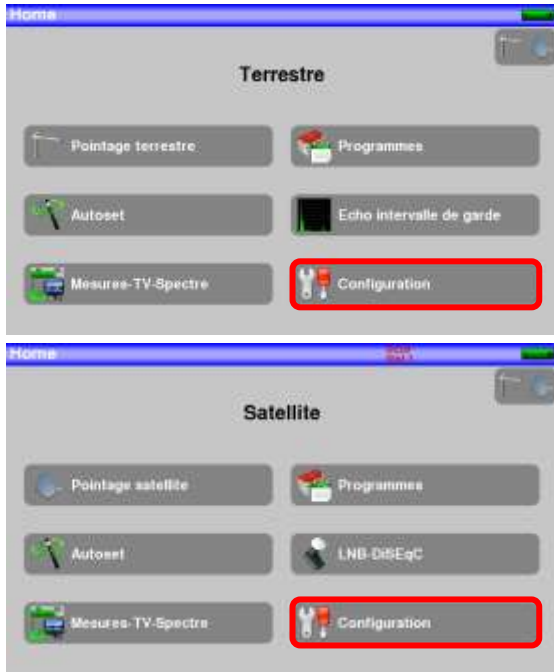 Home
Terrestre
Pointage terrestre
Programmes
Autoset
Echo intervalle de garde
Mesures-TV-Spectre
Configuration
Home
Satellite
Pointage satellite
Programmes
Autoset
LNB-DiSEqC
Mesures-TV-Spectre
Configuration